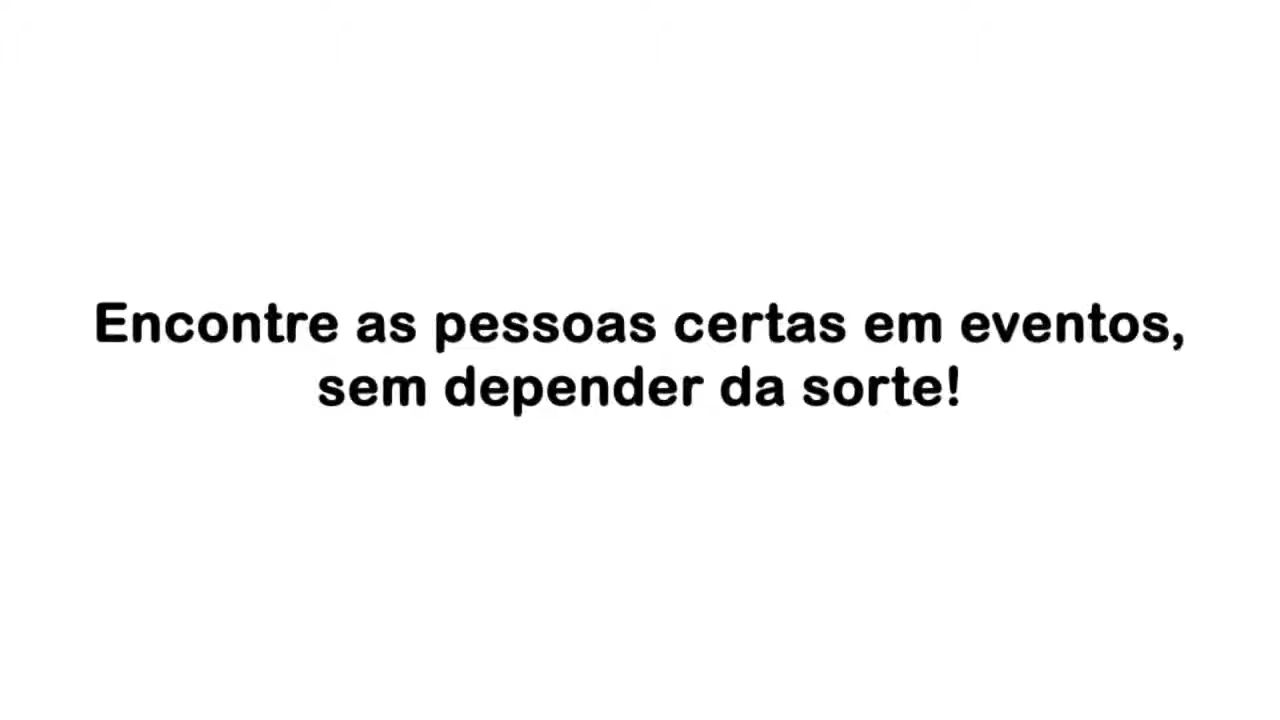 Encontre as pessoas certas em eventos,
sem depender da sorte!